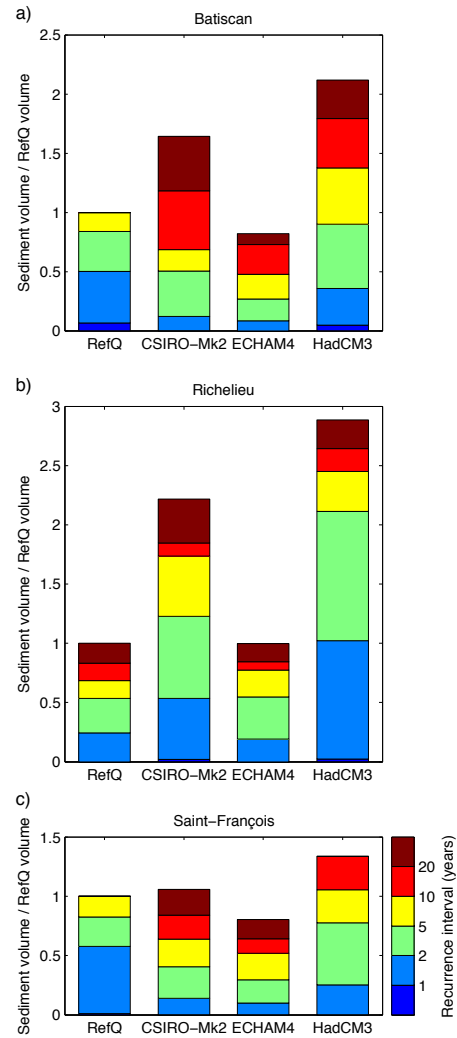 a)
Batiscan
Sediment volume / RefQ volume
2.5
2
1.5
1
0.5
0
RefQ CSIRO−Mk2 ECHAM4 HadCM3
b)
Richelieu
Sediment volume / RefQ volume
3
2.5
2
1.5
1
0.5
0
RefQ CSIRO−Mk2 ECHAM4 HadCM3
c)
Saint−François
Sediment volume / RefQ volume
1.5
1
0.5
0
RefQ CSIRO−Mk2 ECHAM4 HadCM3
20
10
5
2
1
Recurrence interval (years)